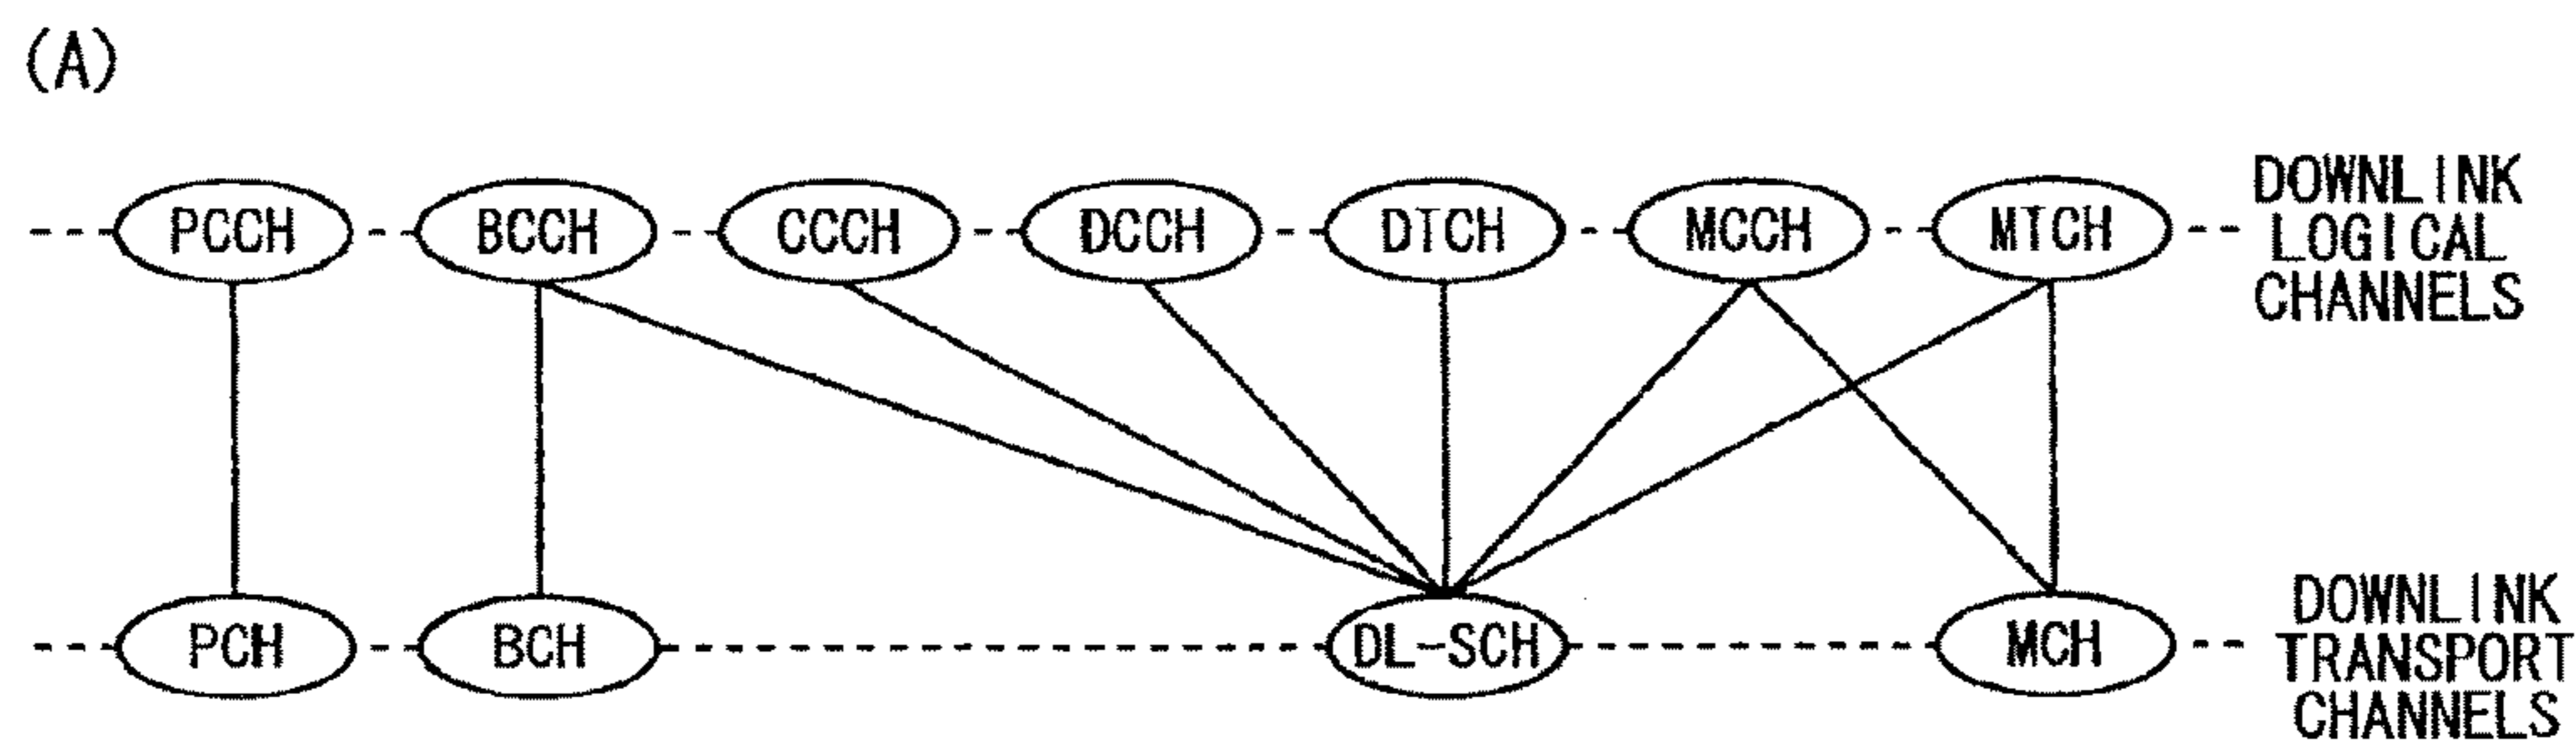 (A)
PCCH BCCH CCCH DCCH DTCH MCCH MTCH
DOWNLINK
LOGICAL
CHANNELS
PCH BCH DL-SCH MCH
DOWNLINK
TRANSPORT
CHANNELS